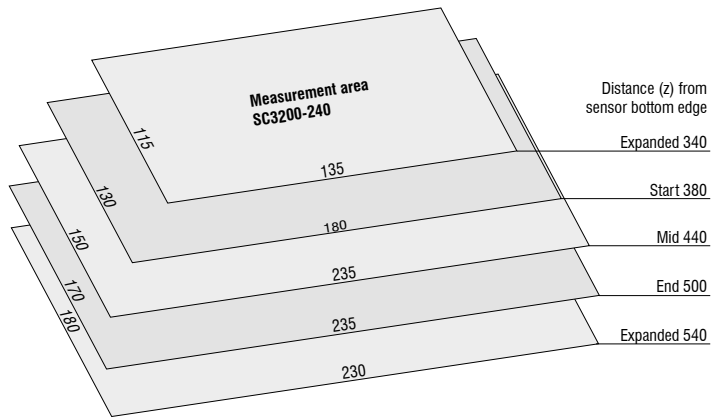 Measurement area
SC3200-240
Distance (z) from
sensor bottom edge
Expanded 340
115
135
Start 380
130
180
Mid 440
150
235
End 500
170
235
Expanded 540
180
230